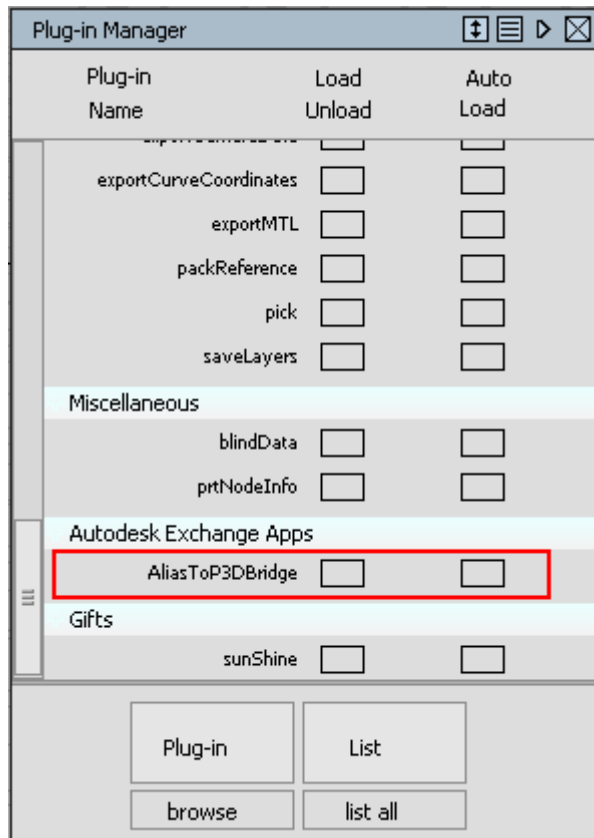 Plug-in Manager
Plug-in Load Auto
Name Unload Load
exportCurveCoordinates
exportMTL
packReference
pick
saveLayers
Miscellaneous
blindData
prtNodeInfo
Autodesk Exchange Apps
AliasToP3DBridge
Gifts
sunShine
Plug-in List
browse list all